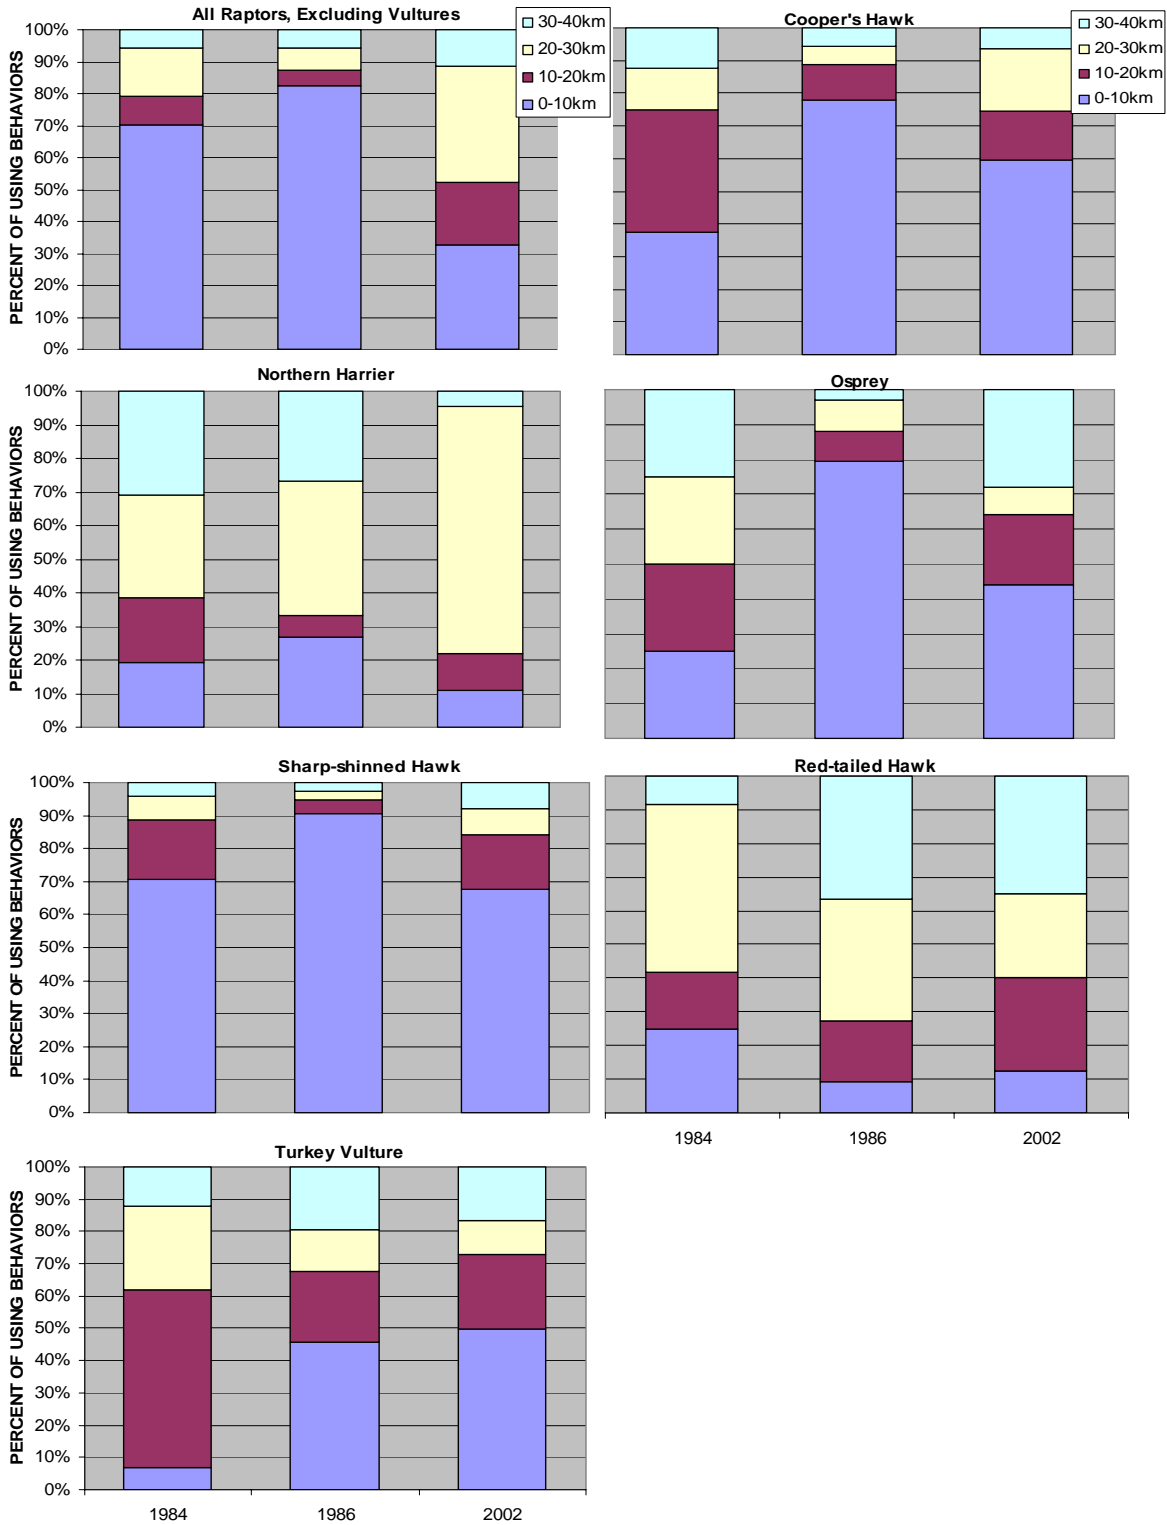 All Raptors, Excluding Vultures
30-40km
20-30km
10-20km
0-10km
PERCENT OF USING BEHAVIORS
100%
90%
80%
70%
60%
50%
40%
30%
20%
10%
0%
Cooper's Hawk
30-40km
20-30km
10-20km
0-10km
Northern Harrier
PERCENT OF USING BEHAVIORS
100%
90%
80%
70%
60%
50%
40%
30%
20%
10%
0%
Osprey
Sharp-shinned Hawk
PERCENT OF USING BEHAVIORS
100%
90%
80%
70%
60%
50%
40%
30%
20%
10%
0%
Red-tailed Hawk
1984 1986 2002
Turkey Vulture
PERCENT OF USING BEHAVIORS
100%
90%
80%
70%
60%
50%
40%
30%
20%
10%
0%
1984 1986 2002